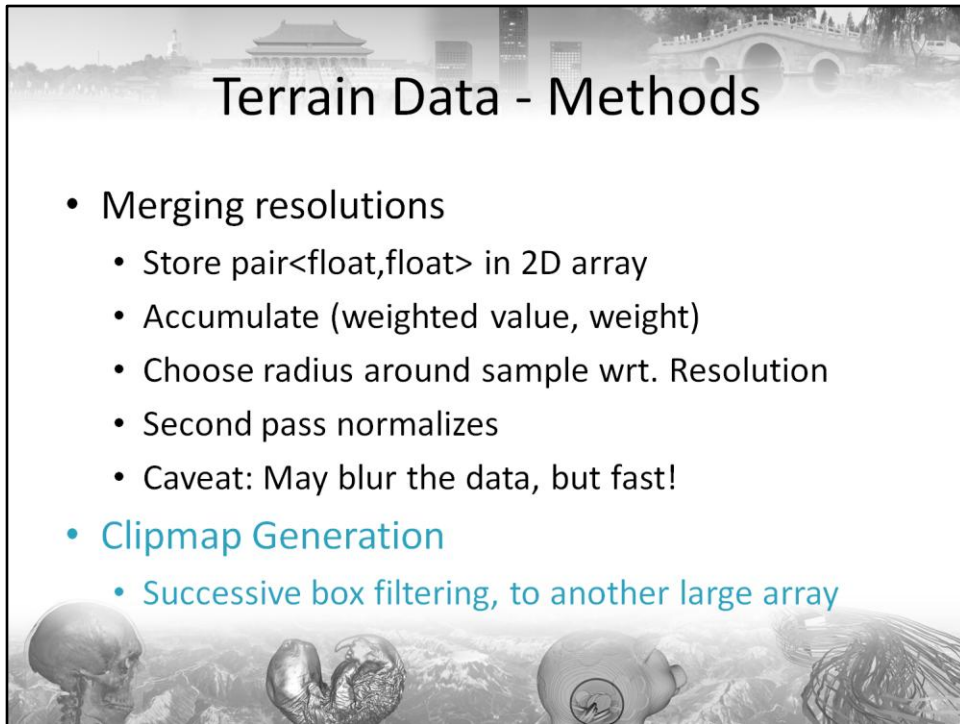 Terrain Data - Methods
• Merging resolutions
• Store pair<float,float> in 2D array
• Accumulate (weighted value, weight)
• Choose radius around sample wrt. Resolution
• Second pass normalizes
• Caveat: May blur the data, but fast!
• Clipmap Generation
• Successive box filtering, to another large array